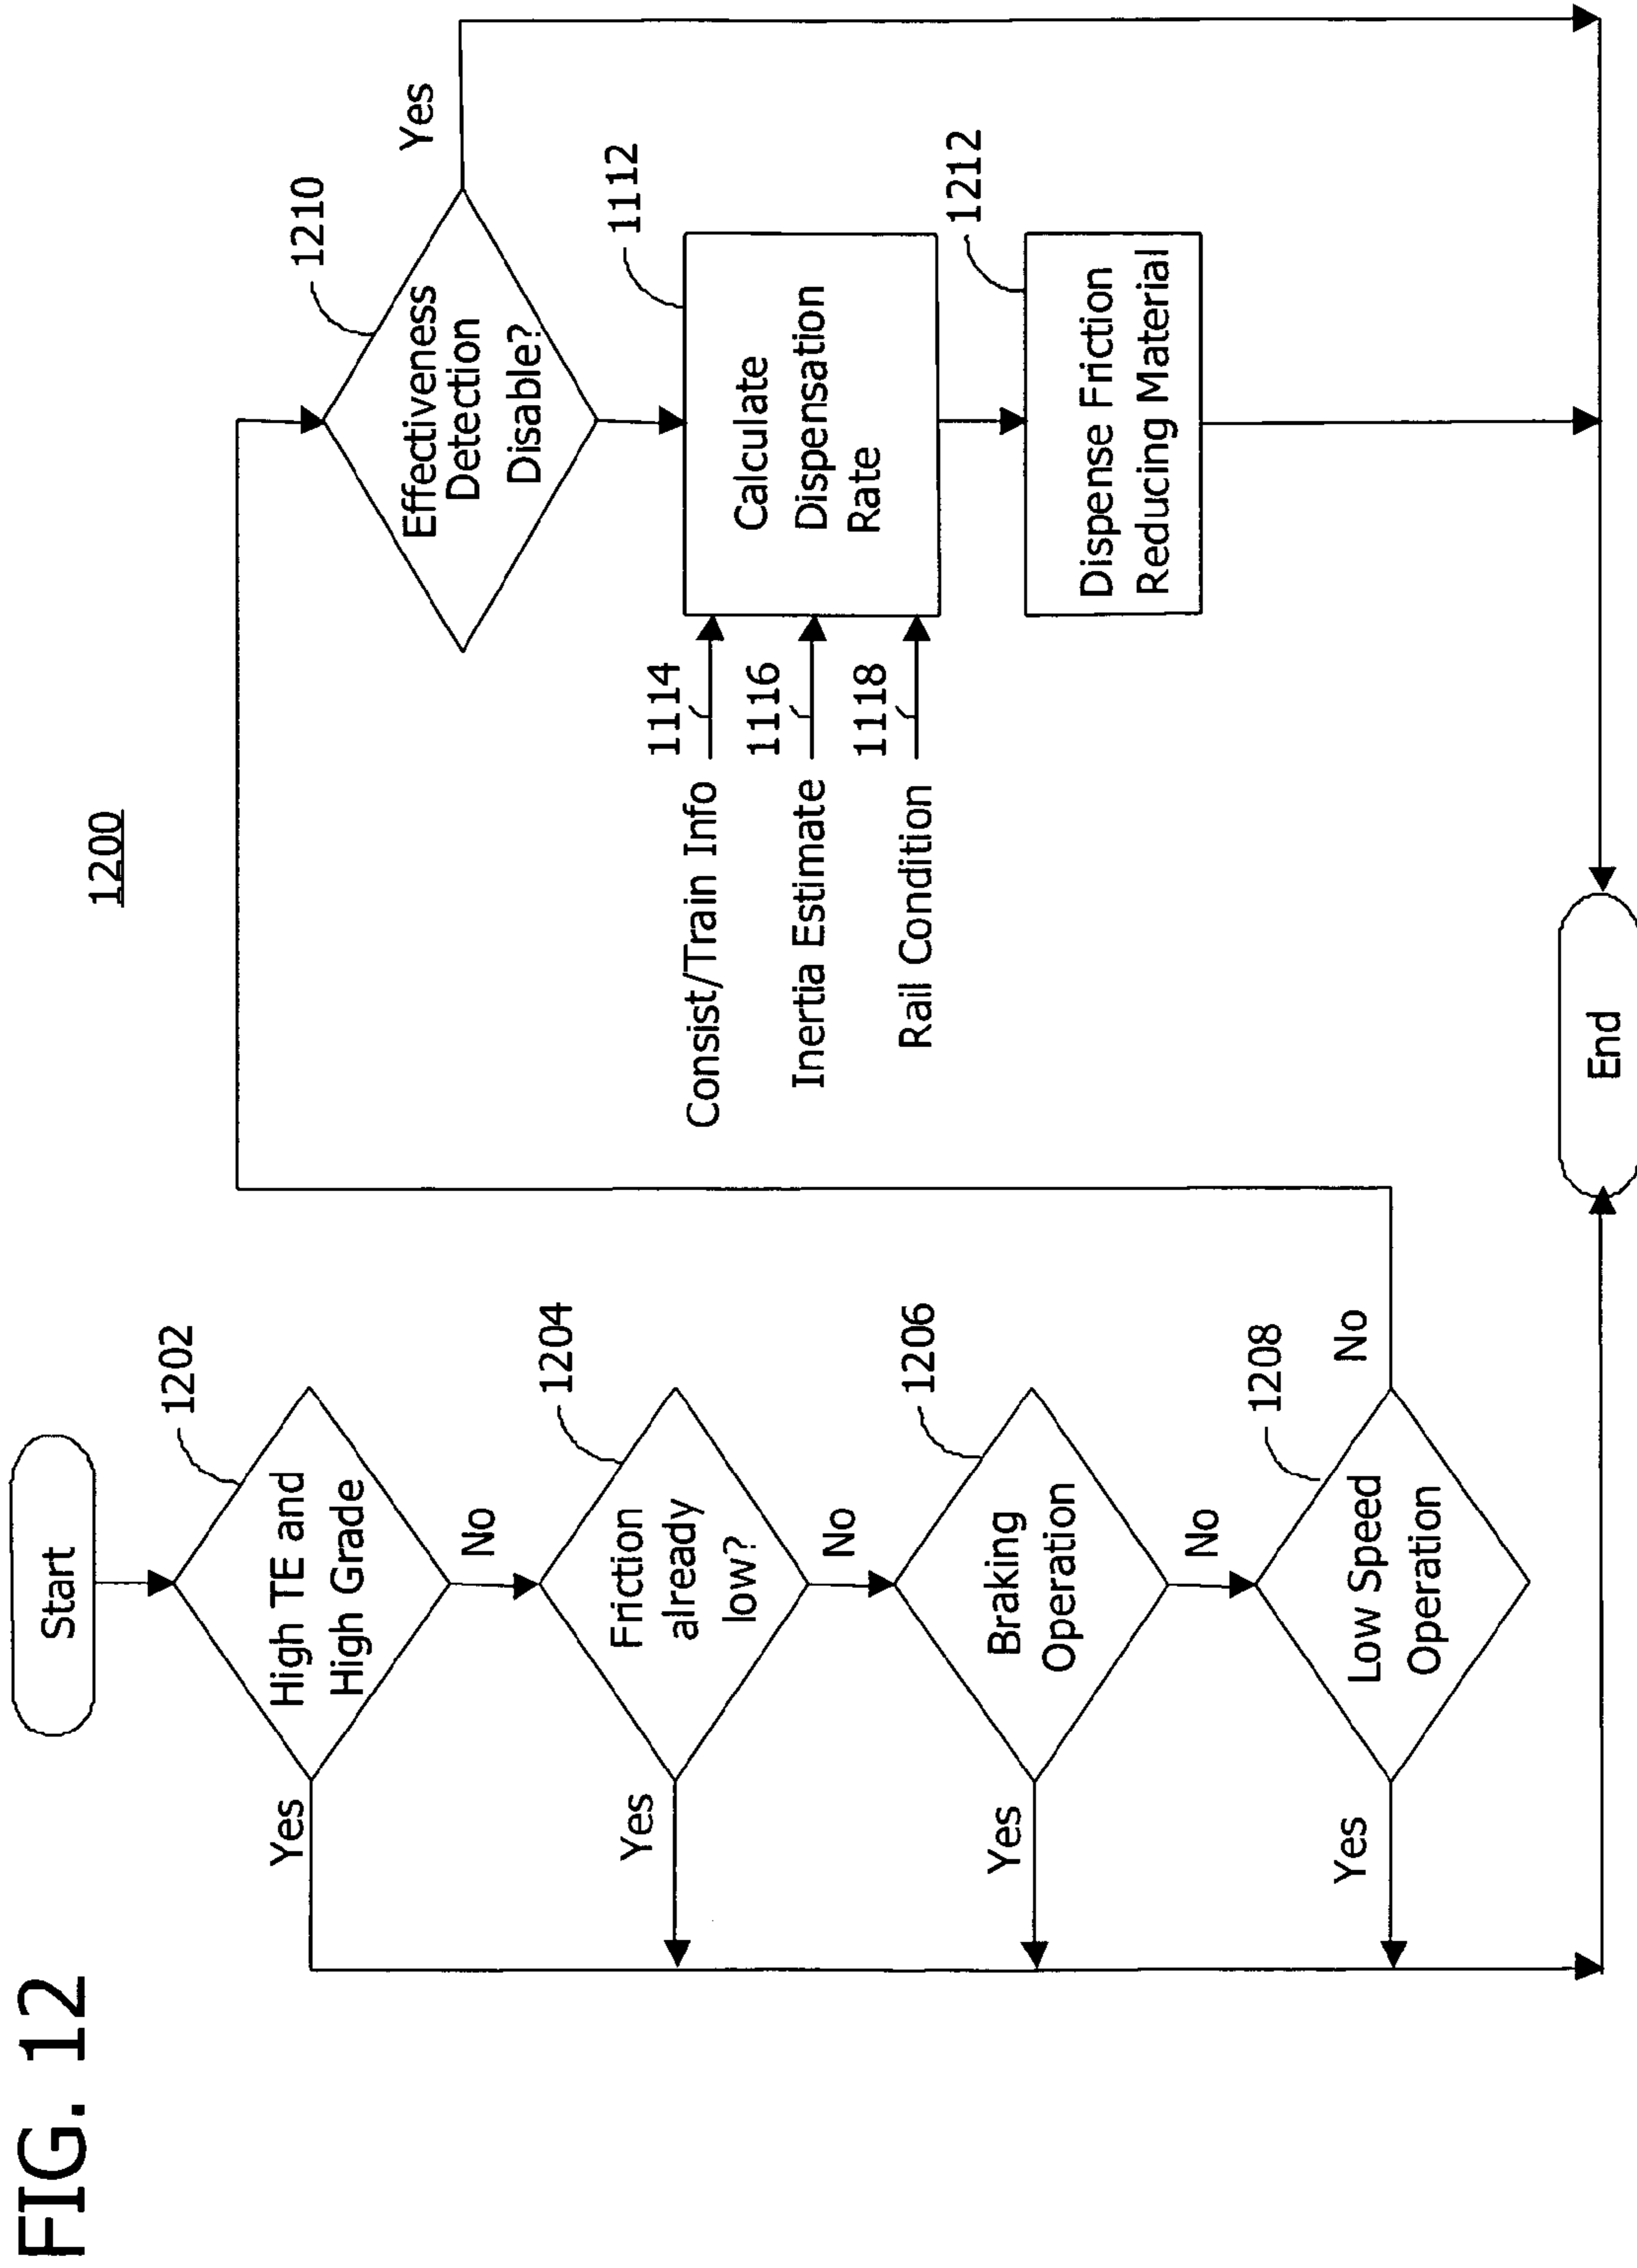 FIG. 12
1200
Start
1202
High TE and
High Grade
Yes
No
1204
Friction
already
low?
Yes
No
1206
Braking
Operation
Yes
No
1208
Low Speed
Operation
Yes
No
1210
Effectiveness
Detection
Disable?
Yes
1112
Calculate
Dispensation
Rate
1114
Consist/Train Info
1116
Inertia Estimate
1118
Rail Condition
1212
Dispense Friction
Reducing Material
End